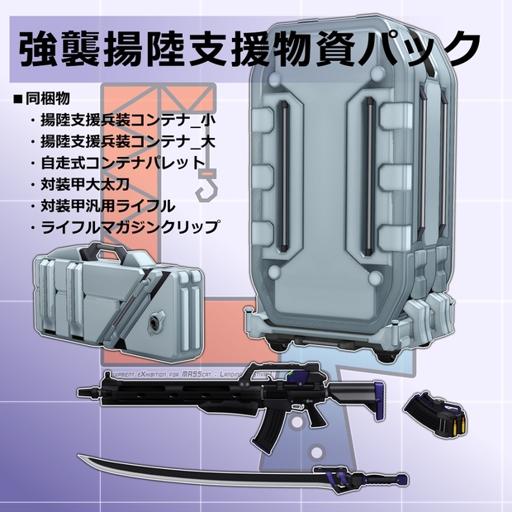 強襲揚陸支援物資パック
■同梱物
・揚陸支援兵装コンテナ_小
・揚陸支援兵装コンテナ_大
・自走式コンテナパレット
・対装甲大太刀
・対装甲汎用ライフル
・ライフルマガジンクリップ
eXhibition for MASScat - Landing